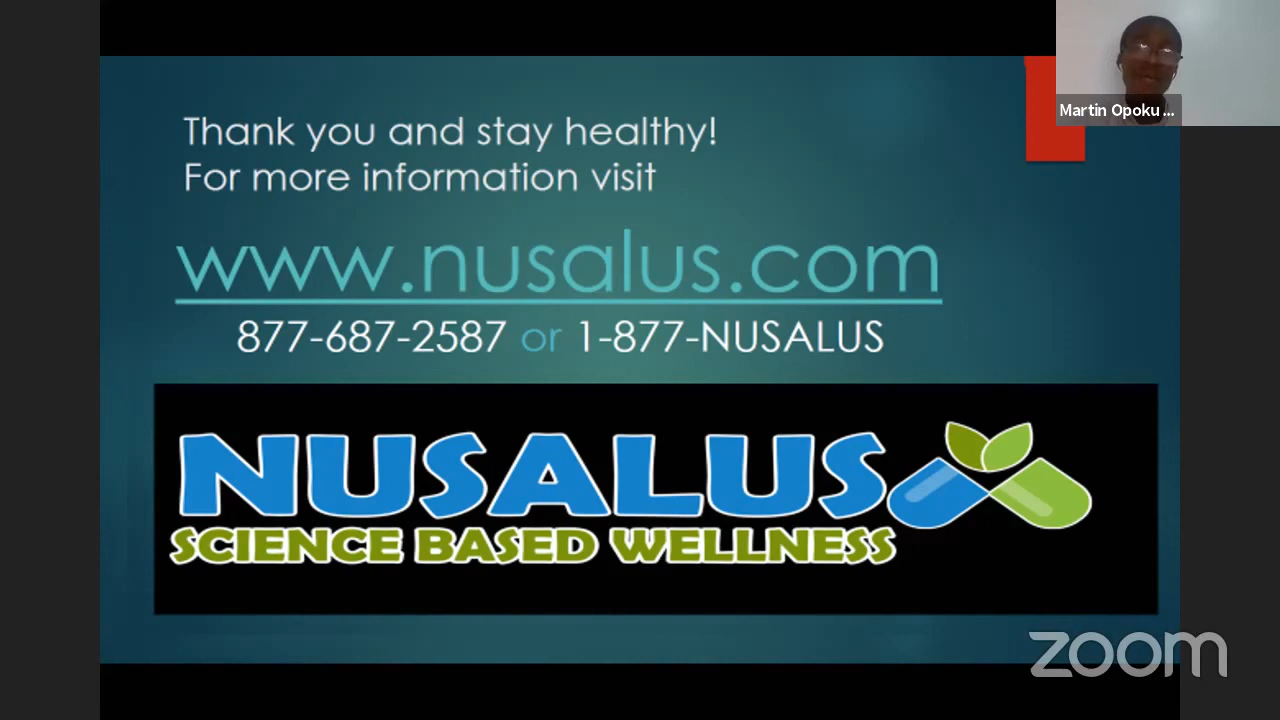 Martin Opoku ...
Thank you and stay healthy!
For more information visit
www.nusalus.com
877-687-2587 or 1-877-NUSALUS
NUSALUS
SCIENCE BASED WELLNESS
zoom